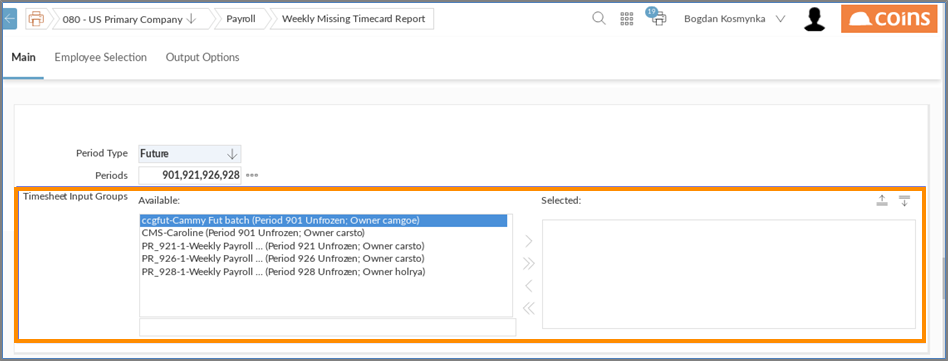 080 - US Primary Company Payroll Weekly Missing Timecard Report 19 Bogdan Kosmynka coins
Main Employee Selection Output Options
Period Type Future
Periods 901,921,926,928
Timesheet Input Groups Available: Selected:
ccgfut-Cammy Fut batch (Period 901 Unfrozen; Owner camgoe)
CMS-Caroline (Period 901 Unfrozen; Owner carsto)
PR_921-1-Weekly Payroll ... (Period 921 Unfrozen; Owner carsto)
PR_926-1-Weekly Payroll ... (Period 926 Unfrozen; Owner carsto)
PR_928-1-Weekly Payroll ... (Period 928 Unfrozen; Owner holrya)